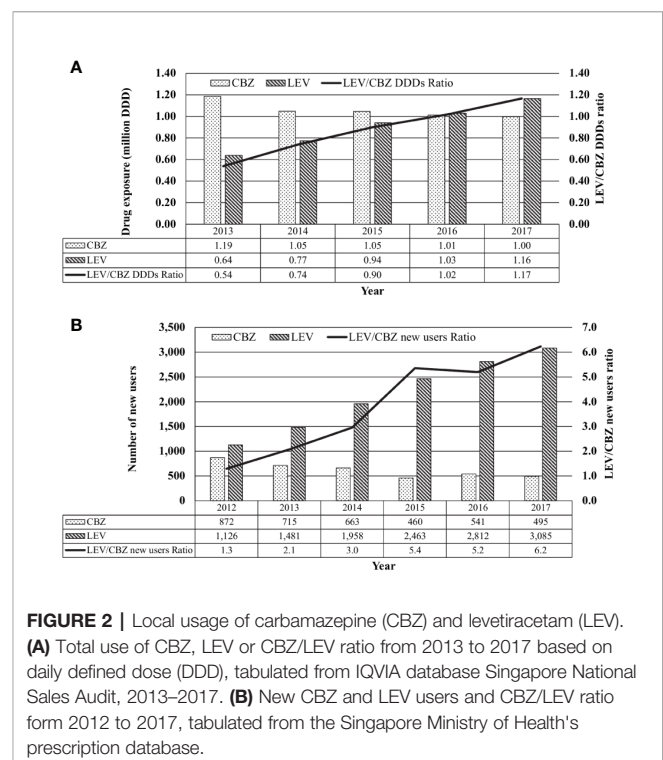 A
1.40 CBZ LEV LEV/CBZ DDDs Ratio 1.40
1.20 1.20
1.00 1.00
0.80 0.80
0.60 0.60
0.40 0.40
0.20 0.20
0.00 0.00
Drug exposure (million DDD)
LEV/CBZ DDDs ratio
2013 2014 2015 2016 2017
CBZ 1.19 1.05 1.05 1.01 1.00
LEV 0.64 0.77 0.94 1.03 1.16
LEV/CBZ DDDs Ratio 0.54 0.74 0.90 1.02 1.17
Year
B
3,500 CBZ LEV LEV/CBZ new users Ratio 7.0
3,000 6.0
2,500 5.0
2,000 4.0
1,500 3.0
1,000 2.0
500 1.0
0 0.0
Number of new users
LEV/CBZ new users ratio
2012 2013 2014 2015 2016 2017
CBZ 872 715 663 460 541 495
LEV 1,126 1,481 1,958 2,463 2,812 3,085
LEV/CBZ new users Ratio 1.3 2.1 3.0 5.4 5.2 6.2
Year
FIGURE 2 | Local usage of carbamazepine (CBZ) and levetiracetam (LEV).
(A) Total use of CBZ, LEV or CBZ/LEV ratio from 2013 to 2017 based on
daily defined dose (DDD), tabulated from IQVIA database Singapore National
Sales Audit, 2013–2017. (B) New CBZ and LEV users and CBZ/LEV ratio
form 2012 to 2017, tabulated from the Singapore Ministry of Health's
prescription database.